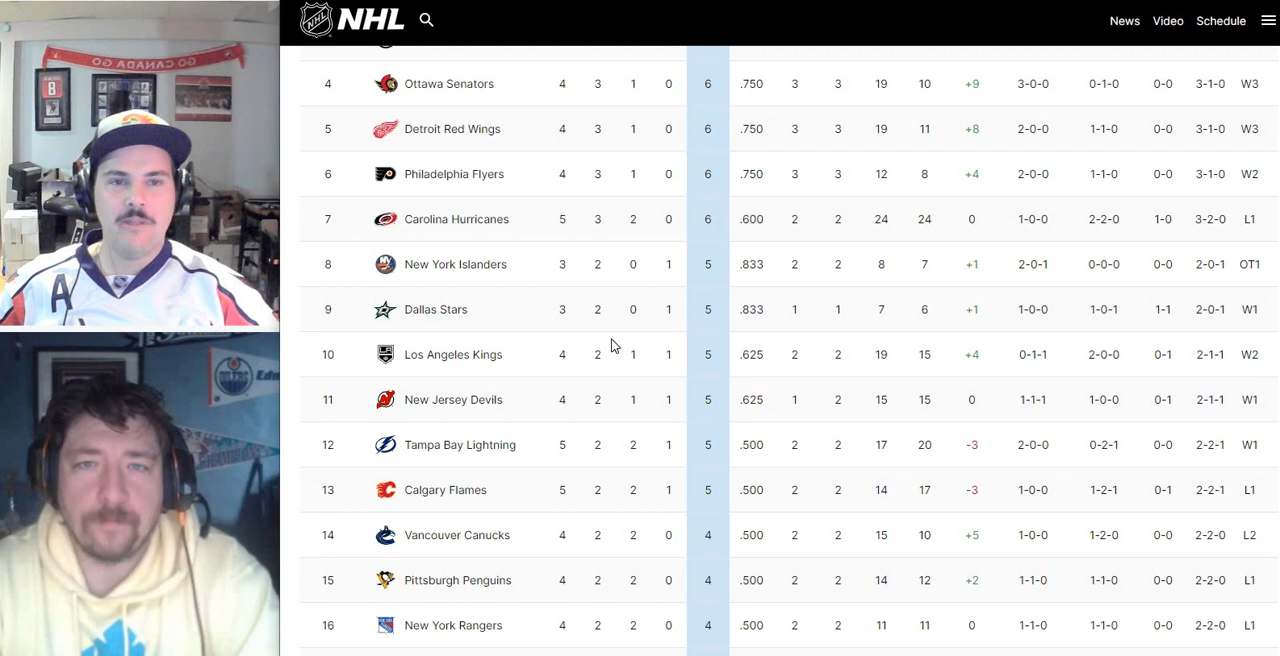 NHL NHL News Video Schedule
GO CANADA GO
8
A
OILERS Edm
4 Ottawa Senators 4 3 1 0 6 .750 3 3 19 10 +9 3-0-0 0-1-0 0-0 3-1-0 W3
5 Detroit Red Wings 4 3 1 0 6 .750 3 3 19 11 +8 2-0-0 1-1-0 0-0 3-1-0 W3
6 Philadelphia Flyers 4 3 1 0 6 .750 3 3 12 8 +4 2-0-0 1-1-0 0-0 3-1-0 W2
7 Carolina Hurricanes 5 3 2 0 6 .600 2 2 24 24 0 1-0-0 2-2-0 1-0 3-2-0 L1
8 New York Islanders 3 2 0 1 5 .833 2 2 8 7 +1 2-0-1 0-0-0 0-0 2-0-1 OT1
9 Dallas Stars 3 2 0 1 5 .833 1 1 7 6 +1 1-0-0 1-0-1 1-1 2-0-1 W1
10 Los Angeles Kings 4 2 1 1 5 .625 2 2 19 15 +4 0-1-1 2-0-0 0-1 2-1-1 W2
11 New Jersey Devils 4 2 1 1 5 .625 1 2 15 15 0 1-1-1 1-0-0 0-1 2-1-1 W1
12 Tampa Bay Lightning 5 2 2 1 5 .500 2 2 17 20 -3 2-0-0 0-2-1 0-0 2-2-1 W1
13 Calgary Flames 5 2 2 1 5 .500 2 2 14 17 -3 1-0-0 1-2-1 0-1 2-2-1 L1
14 Vancouver Canucks 4 2 2 0 4 .500 2 2 15 10 +5 1-0-0 1-2-0 0-0 2-2-0 L2
15 Pittsburgh Penguins 4 2 2 0 4 .500 2 2 14 12 +2 1-1-0 1-1-0 0-0 2-2-0 L1
16 New York Rangers 4 2 2 0 4 .500 2 2 11 11 0 1-1-0 1-1-0 0-0 2-2-0 L1